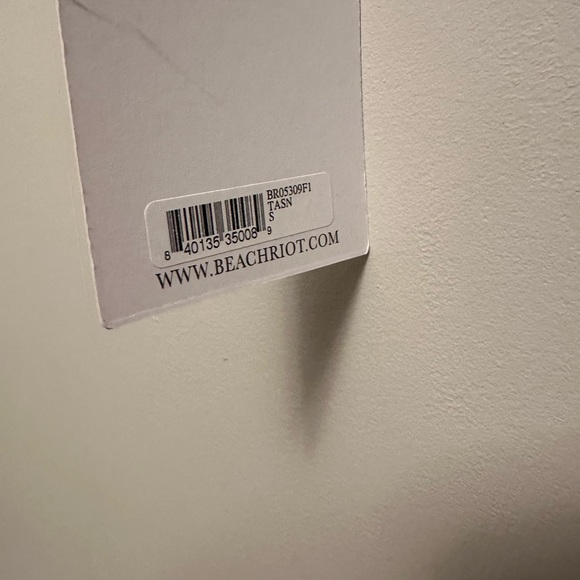 BR05309F1
TASN
S
8 40135 35008 9
WWW.BEACHRIOT.COM